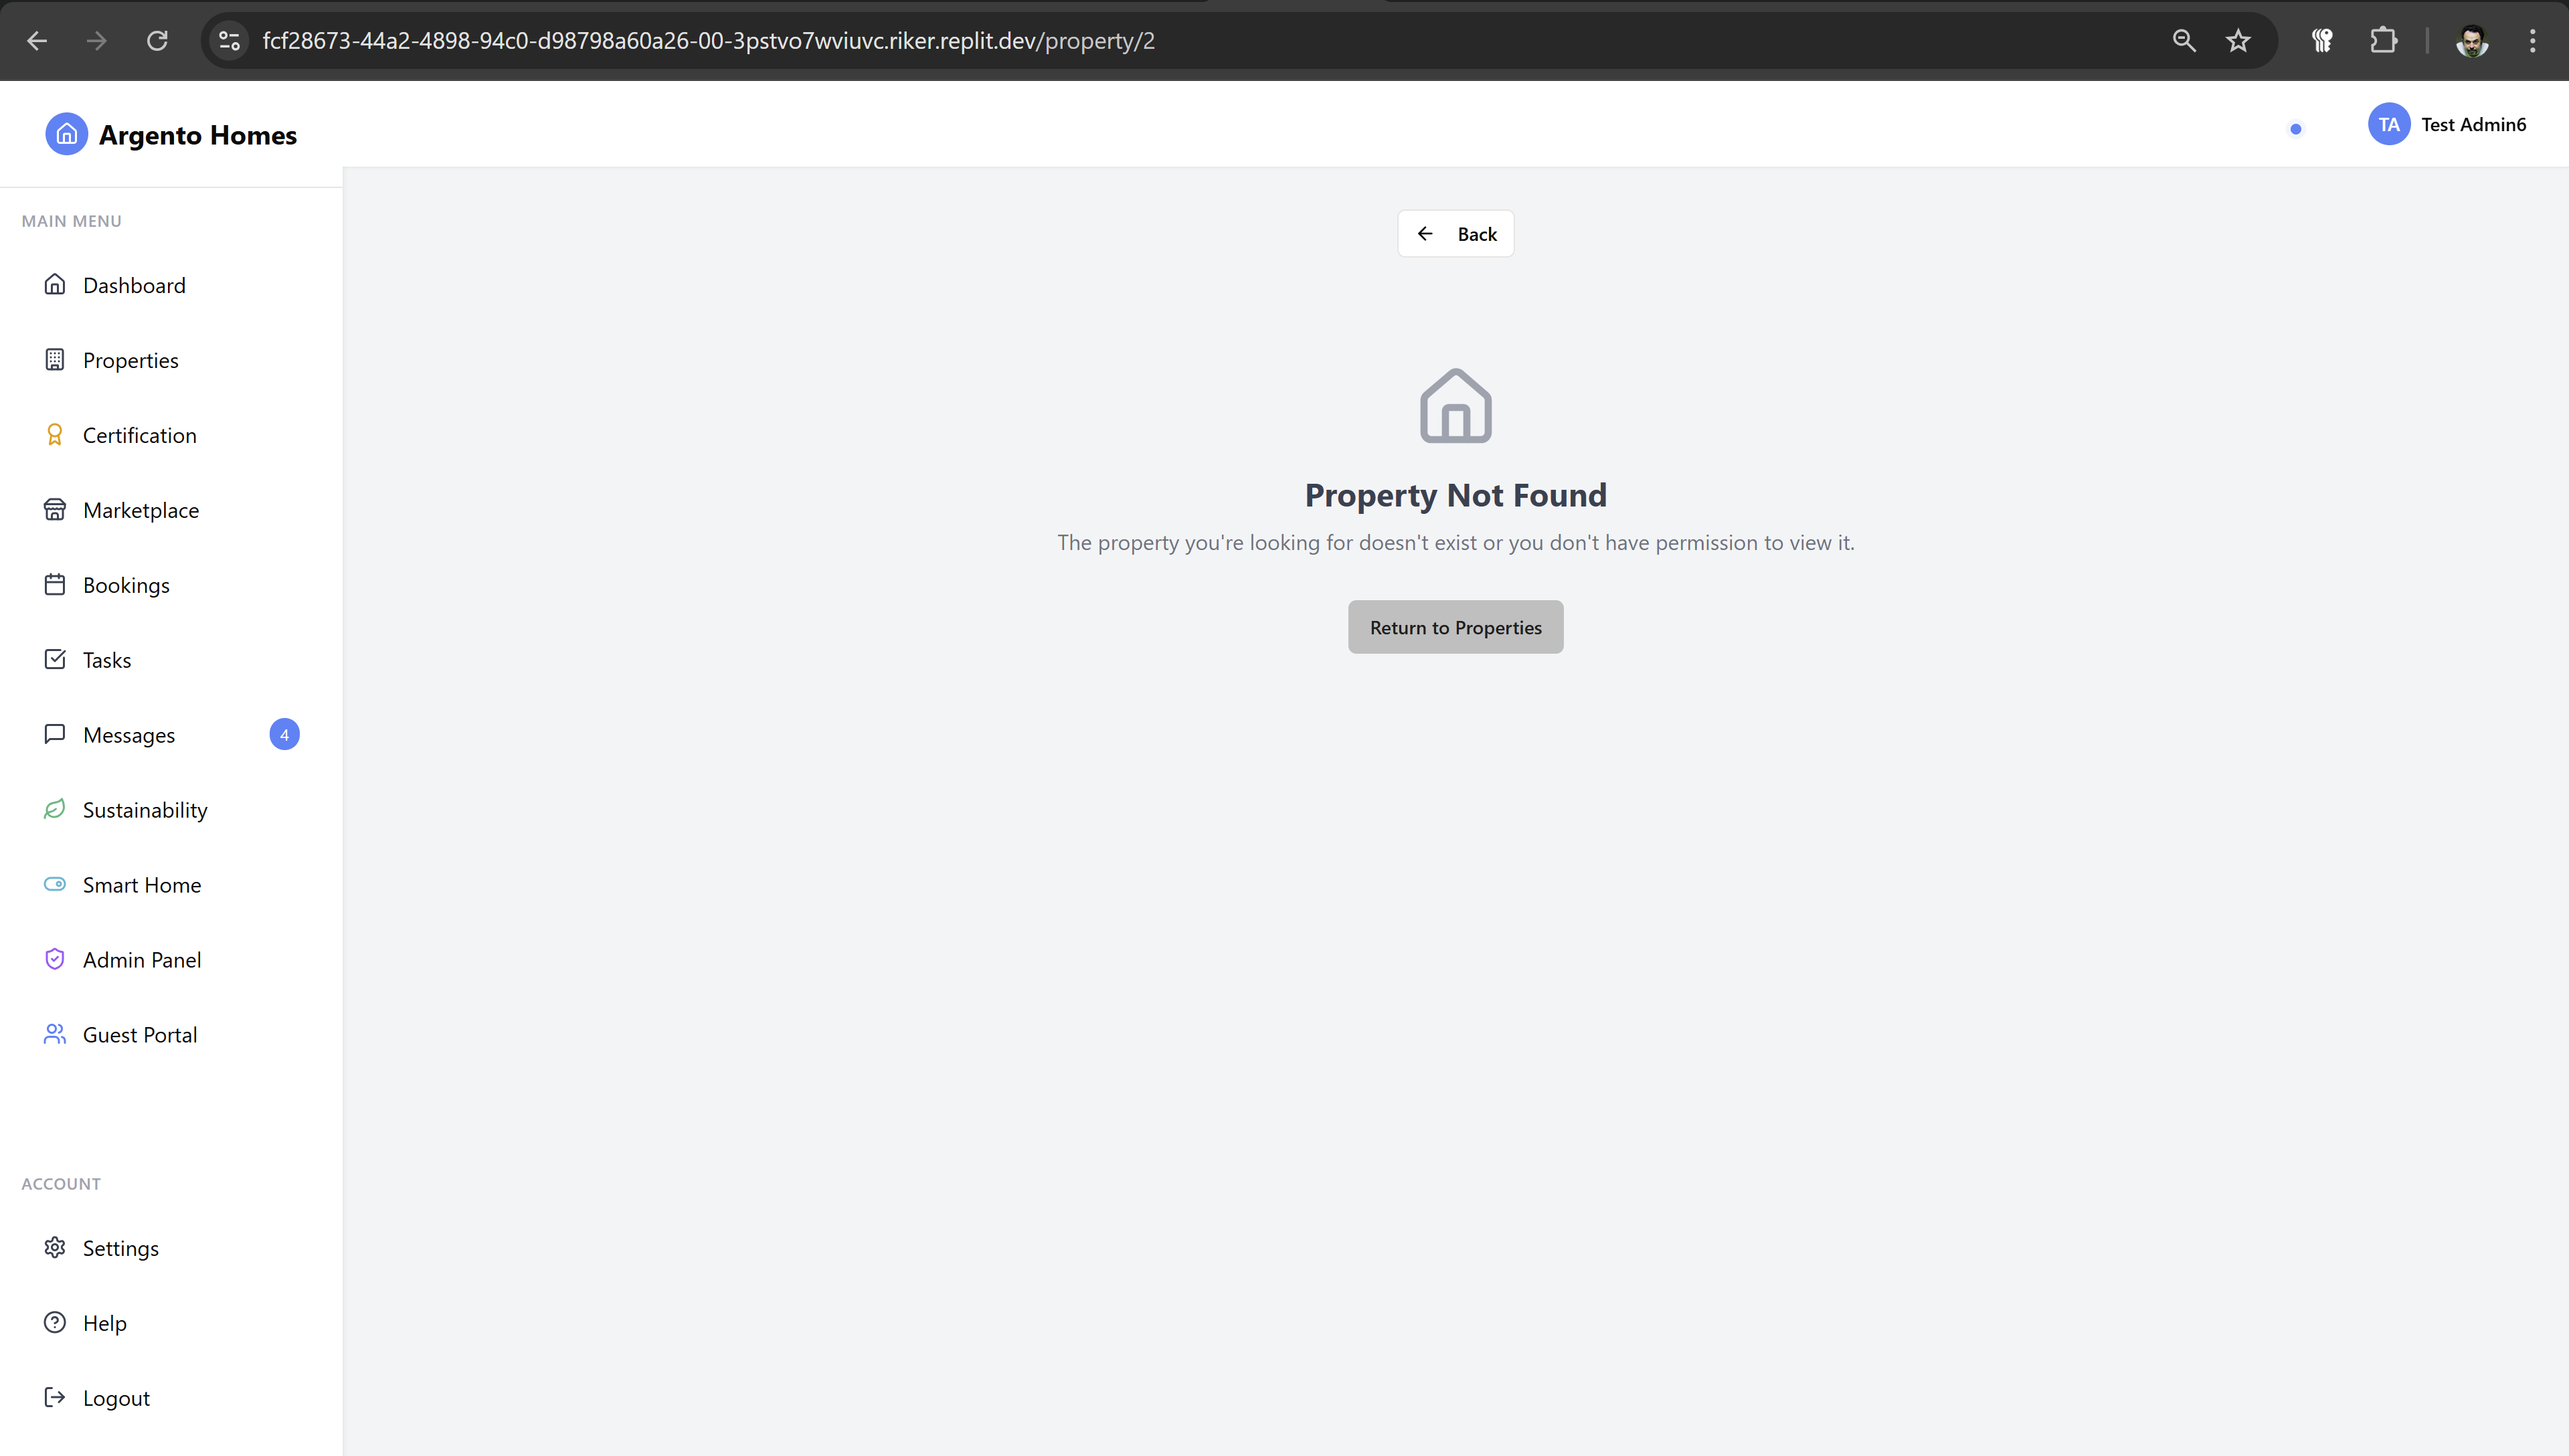 fcf28673-44a2-4898-94c0-d98798a60a26-00-3pstvo7wviuvc.riker.replit.dev/property/2
Argento Homes
TA Test Admin6
MAIN MENU
Back
Dashboard
Properties
Certification
Marketplace
Bookings
Tasks
Messages 4
Sustainability
Smart Home
Admin Panel
Guest Portal
Property Not Found
The property you're looking for doesn't exist or you don't have permission to view it.
Return to Properties
ACCOUNT
Settings
Help
Logout